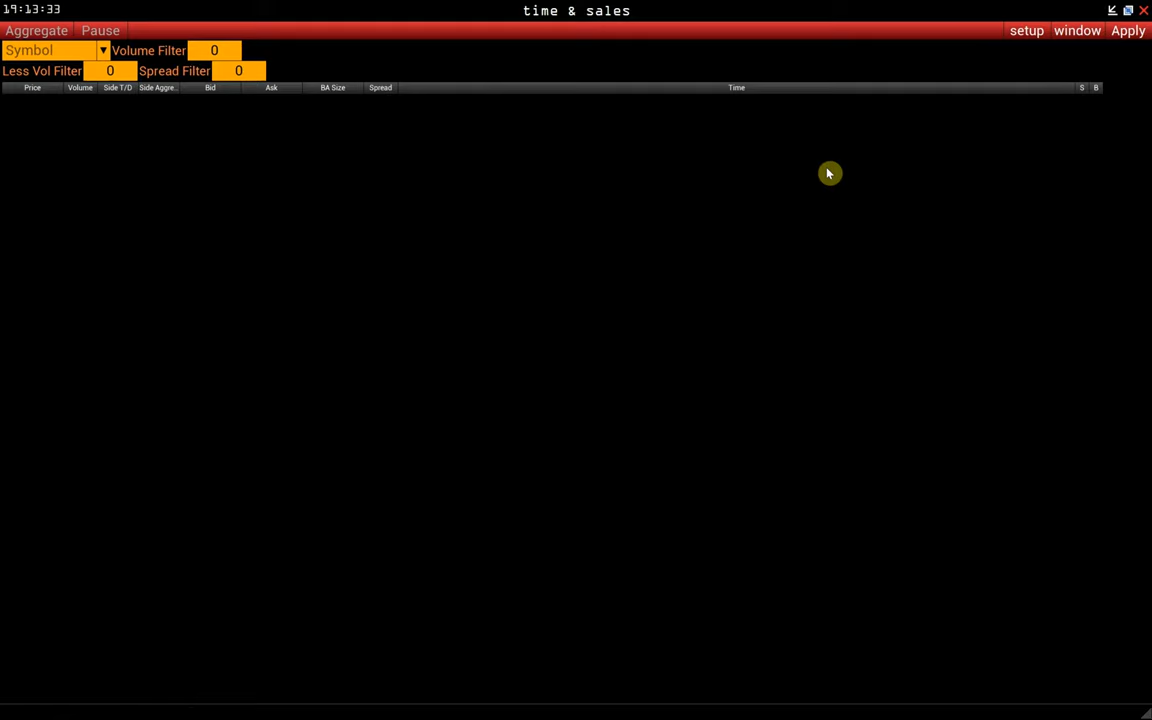 19:13:33 time & sales
Aggregate Pause setup window Apply
Symbol Volume Filter 0
Less Vol Filter 0 Spread Filter 0
Price Volume Side T/D Side Aggre.. Bid Ask BA Size Spread Time S B